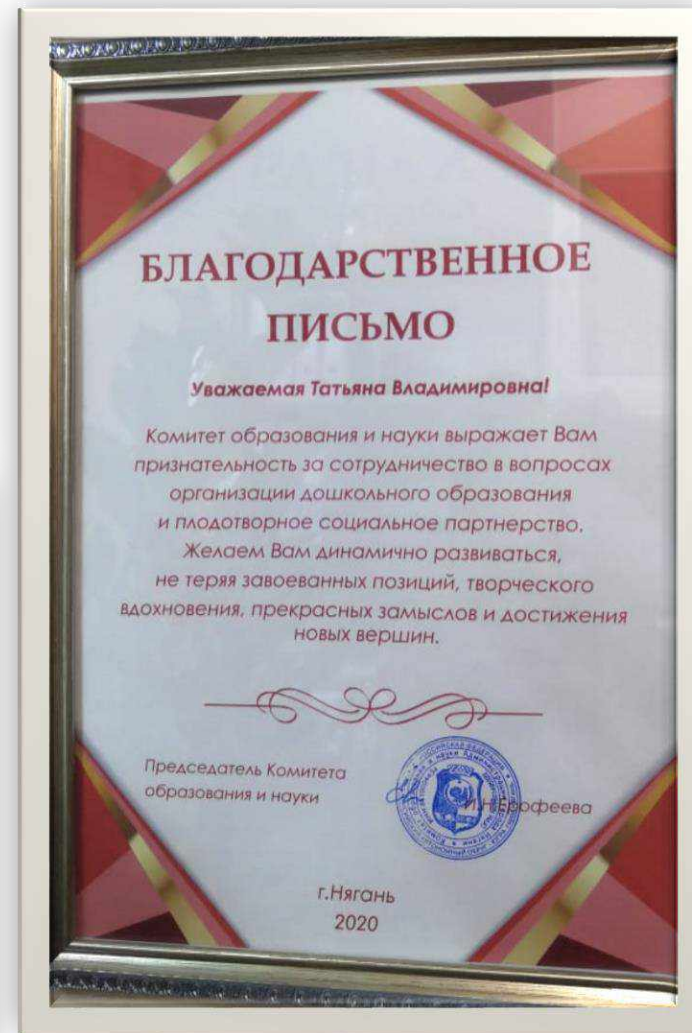 БЛАГОДАРСТВЕННОЕ
ПИСЬМО
Уважаемая Татьяна Владимировна!
Комитет образования и науки выражает Вам
признательность за сотрудничество в вопросах
организации дошкольного образования
и плодотворное социальное партнерство.
Желаем Вам динамично развиваться,
не теряя завоеванных позиций, творческого
вдохновения, прекрасных замыслов и достижения
новых вершин.
Председатель Комитета
образования и науки
И.Н.Ерофеева
г.Нягань
2020